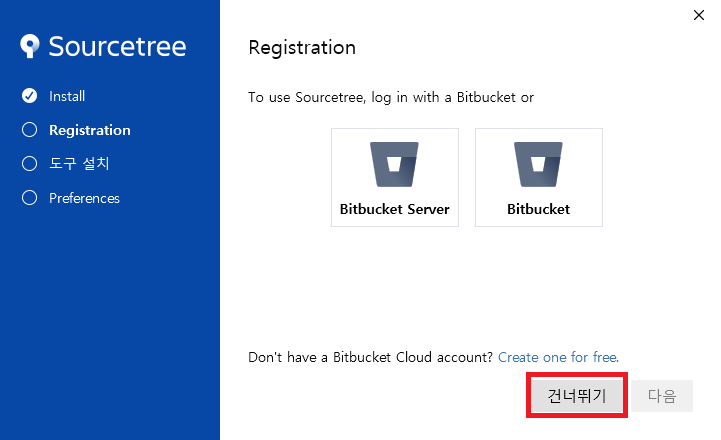 Sourcetree
Install
Registration
도구 설치
Preferences
Registration
To use Sourcetree, log in with a Bitbucket or
Bitbucket Server
Bitbucket
Don't have a Bitbucket Cloud account? Create one for free.
건너뛰기
다음